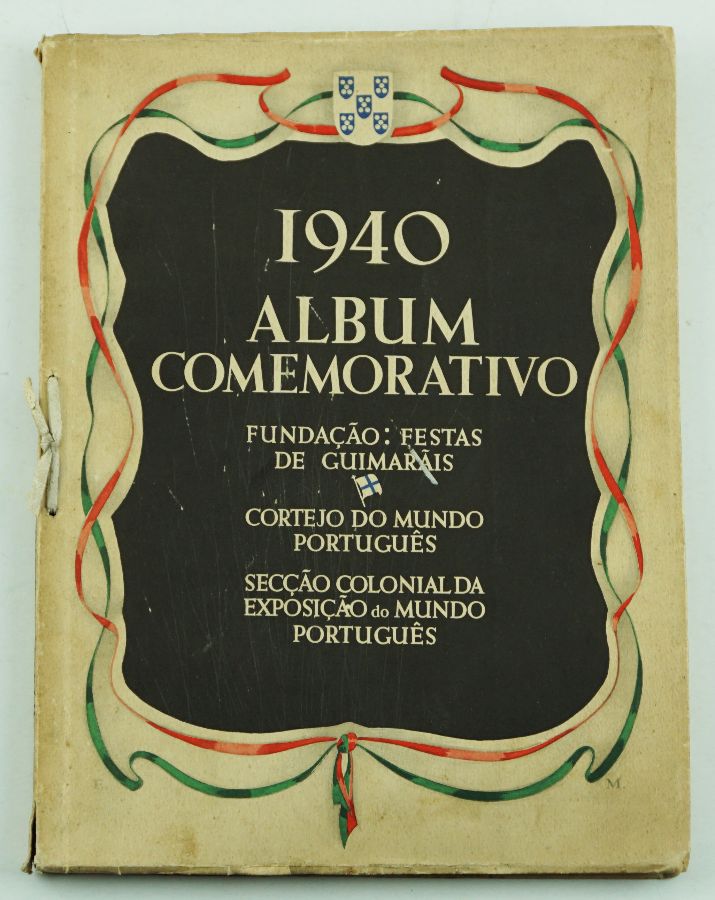 1940
ALBUM
COMEMORATIVO
FUNDAÇÃO: FESTAS
DE GUIMARÃIS
CORTEJO DO MUNDO
PORTUGUÊS
SECÇÃO COLONIAL DA
EXPOSIÇÃO do MUNDO
PORTUGUÊS
E. M.